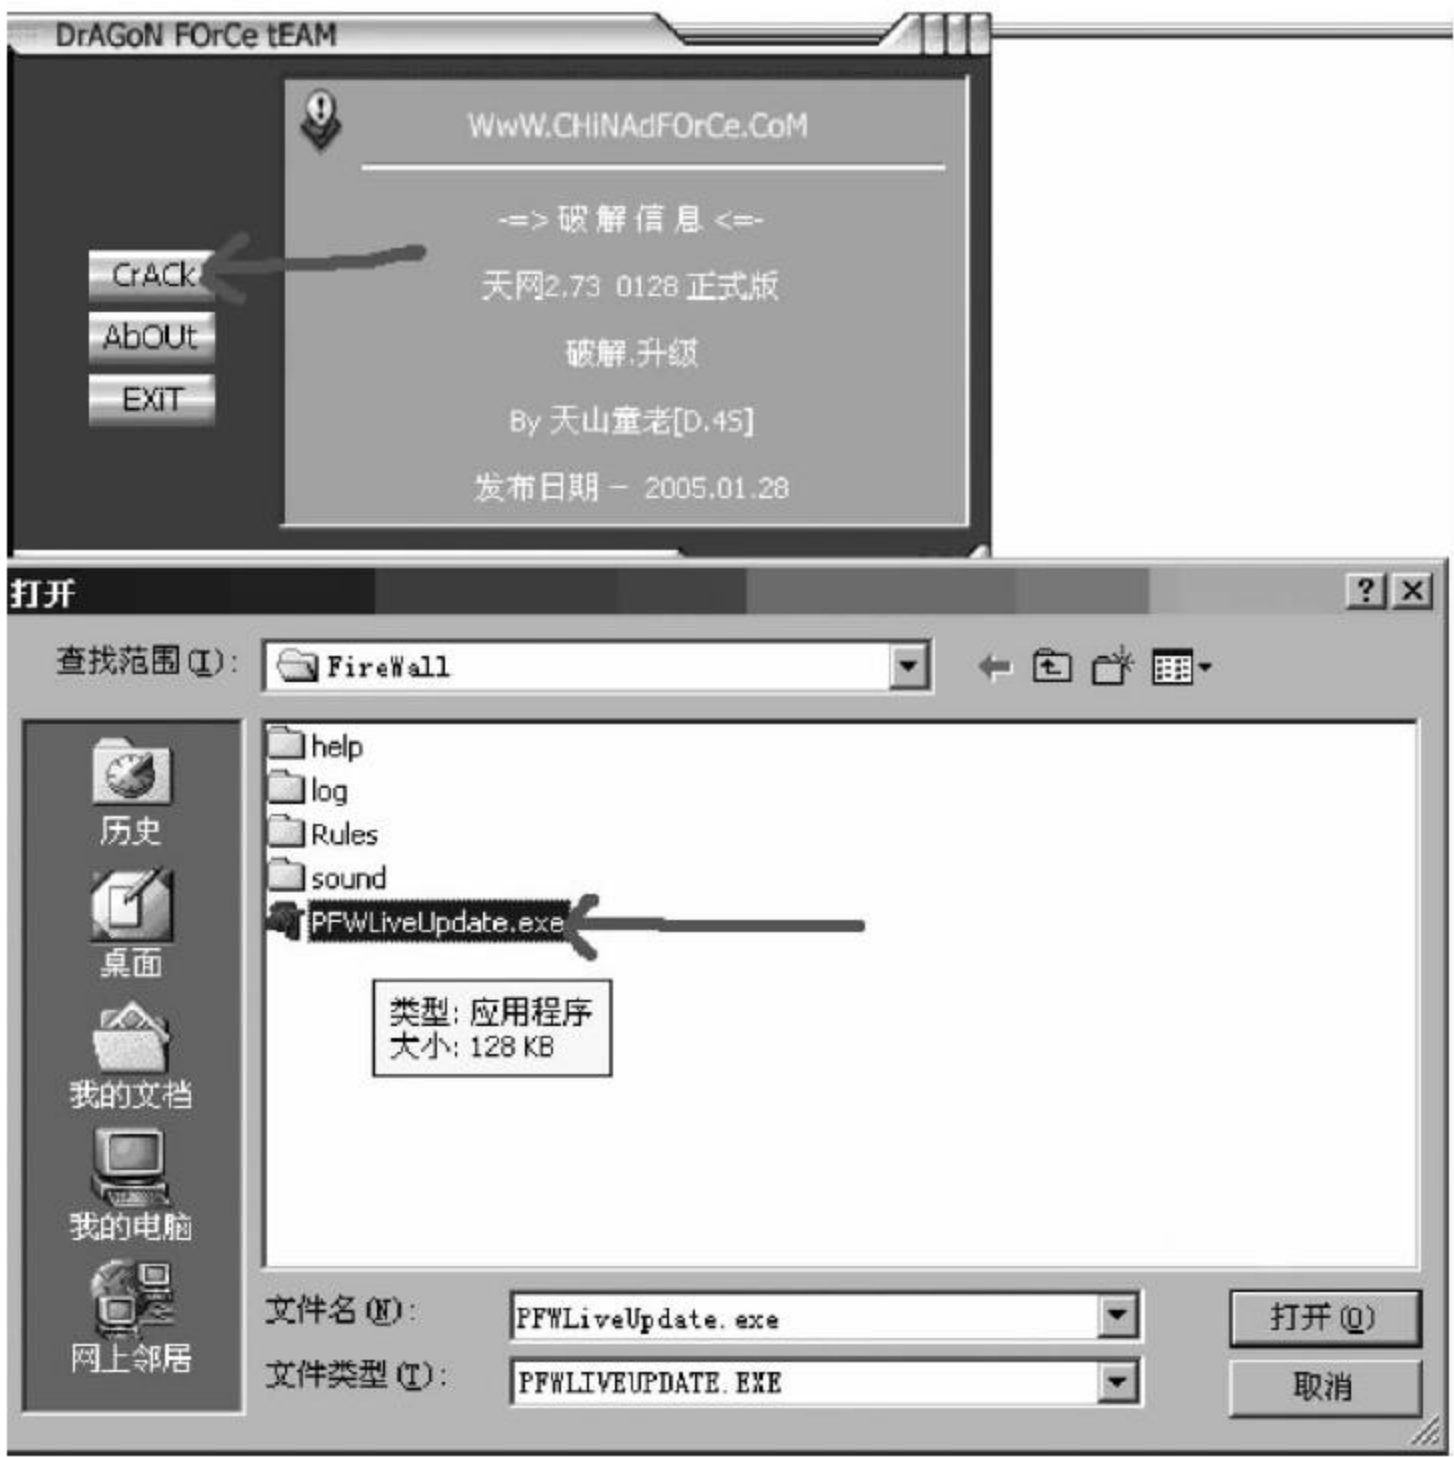 DrAGoN FOrCe tEAM
WwW.CHiNAdFOrCe.CoM
-=> 破 解 信 息 <=-
天网2.73 0128 正式版
破解.升级
By 天山童老[D.4S]
发布日期 - 2005.01.28
CrACk
AbOUt
EXiT
打开
查找范围(I):
FireWall
help
log
Rules
sound
PFWLiveUpdate.exe
类型: 应用程序
大小: 128 KB
历史
桌面
我的文档
我的电脑
网上邻居
文件名(N):
PFWLiveUpdate.exe
打开(O)
文件类型(T):
PFWLIVEUPDATE.EXE
取消